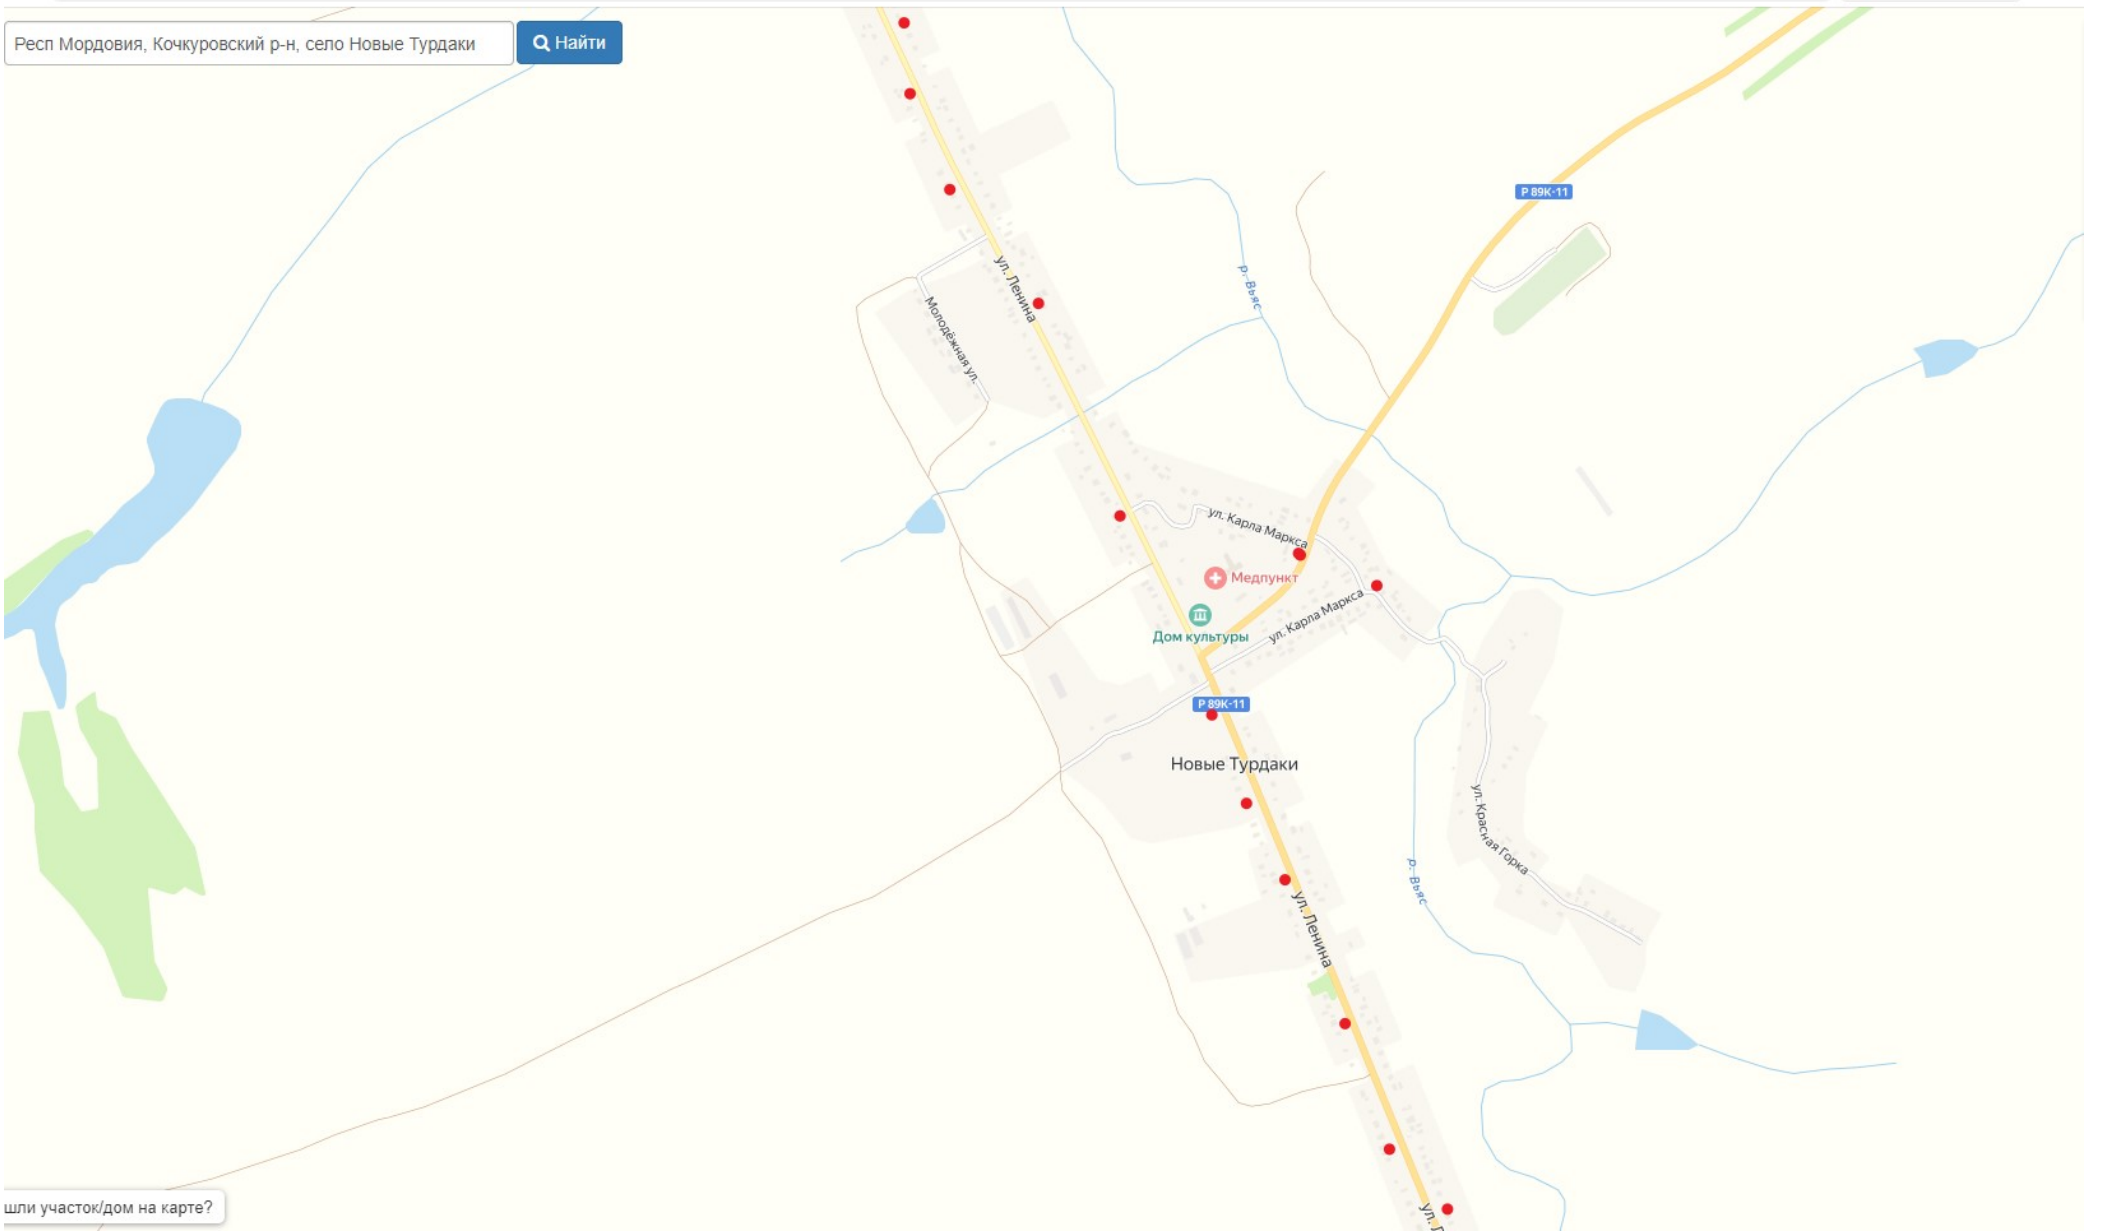 Респ Мордовия, Кочкуровский р-н, село Новые Турдаки
Найти
Р 89К-11
р. Вьяс
ул. Ленина
Молодёжная ул.
ул. Карла Маркса
Медпункт
ул. Карла Маркса
Дом культуры
Р 89К-11
Новые Турдаки
ул. Красная Горка
р. Вьяс
ул. Ленина
шли участок/дом на карте?